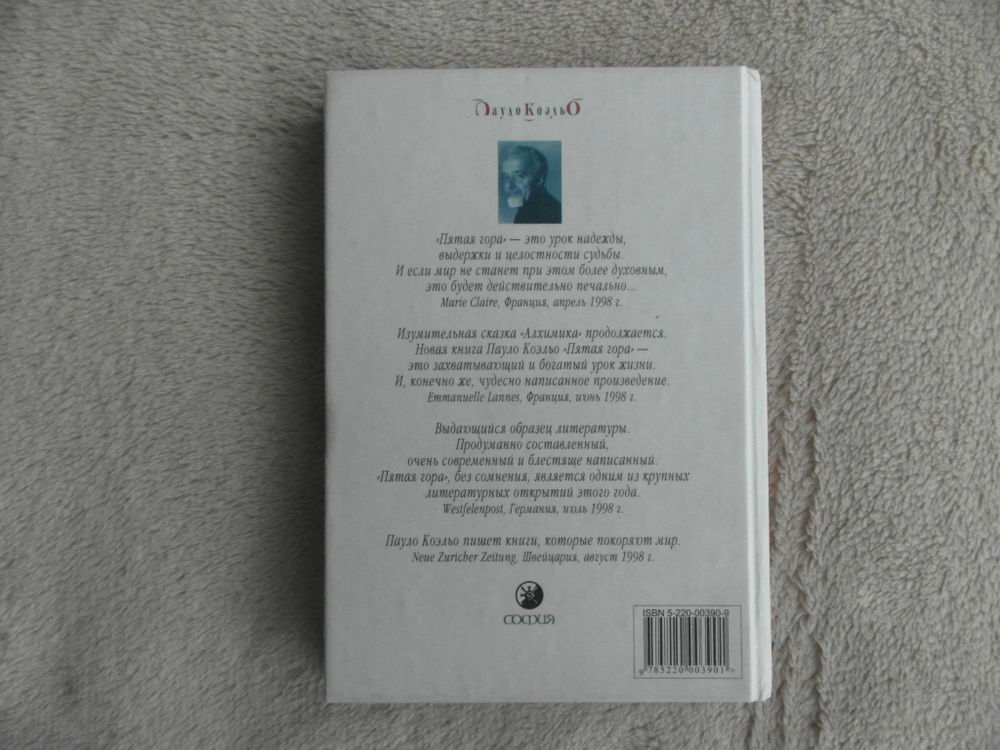 Пауло Коэльо
«Пятая гора» — это урок надежды,
выдержки и целостности судьбы.
И если мир не станет при этом более духовным,
это будет действительно печально...
Marie Claire, Франция, апрель 1998 г.
Изумительная сказка «Алхимика» продолжается.
Новая книга Пауло Коэльо «Пятая гора» —
это захватывающий и богатый урок жизни.
И, конечно же, чудесно написанное произведение.
Emmanuelle Lannes, Франция, июнь 1998 г.
Выдающийся образец литературы.
Продуманно составленный,
очень современный и блестяще написанный.
«Пятая гора», без сомнения, является одним из крупных
литературных открытий этого года.
Westfelenpost, Германия, июль 1998 г.
Пауло Коэльо пишет книги, которые покоряют мир.
Neue Zuricher Zeitung, Швейцария, август 1998 г.
СОФИЯ
ISBN 5-220-00390-9
9 785220 003901 >